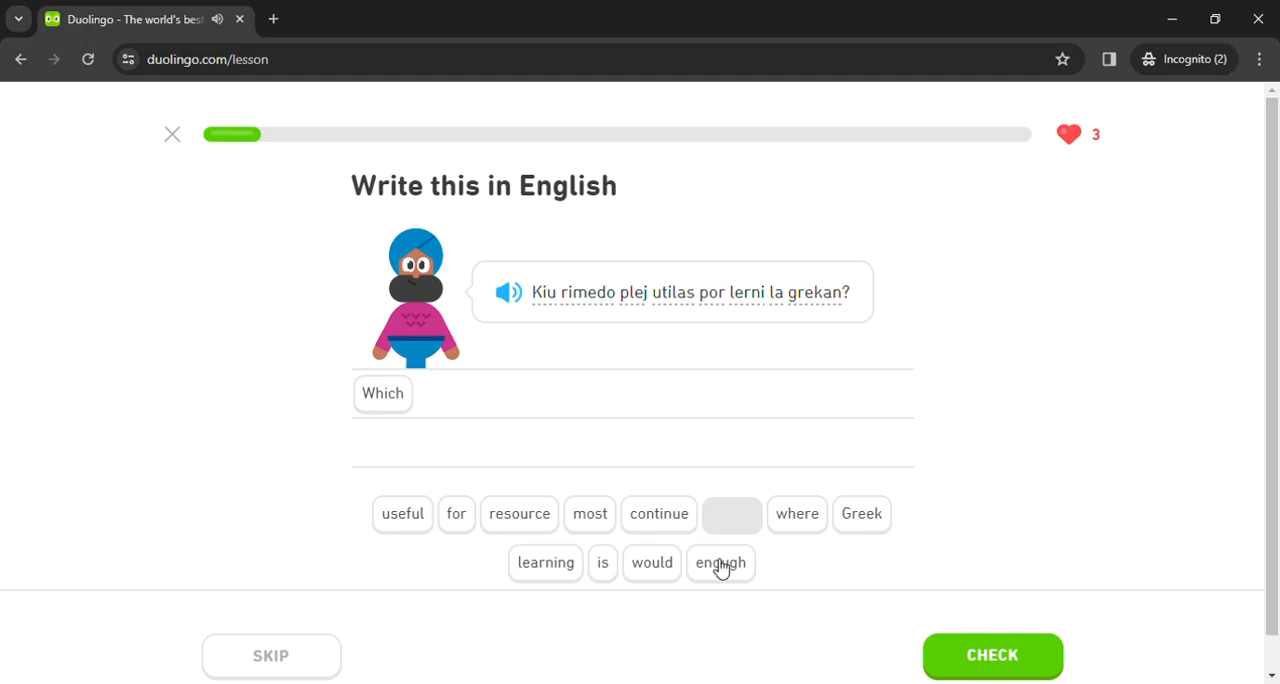 Duolingo - The world's best
duolingo.com/lesson
Incognito (2)
3
Write this in English
Kiu rimedo plej utilas por lerni la grekan?
Which
useful for resource most continue where Greek
learning is would enough
SKIP
CHECK